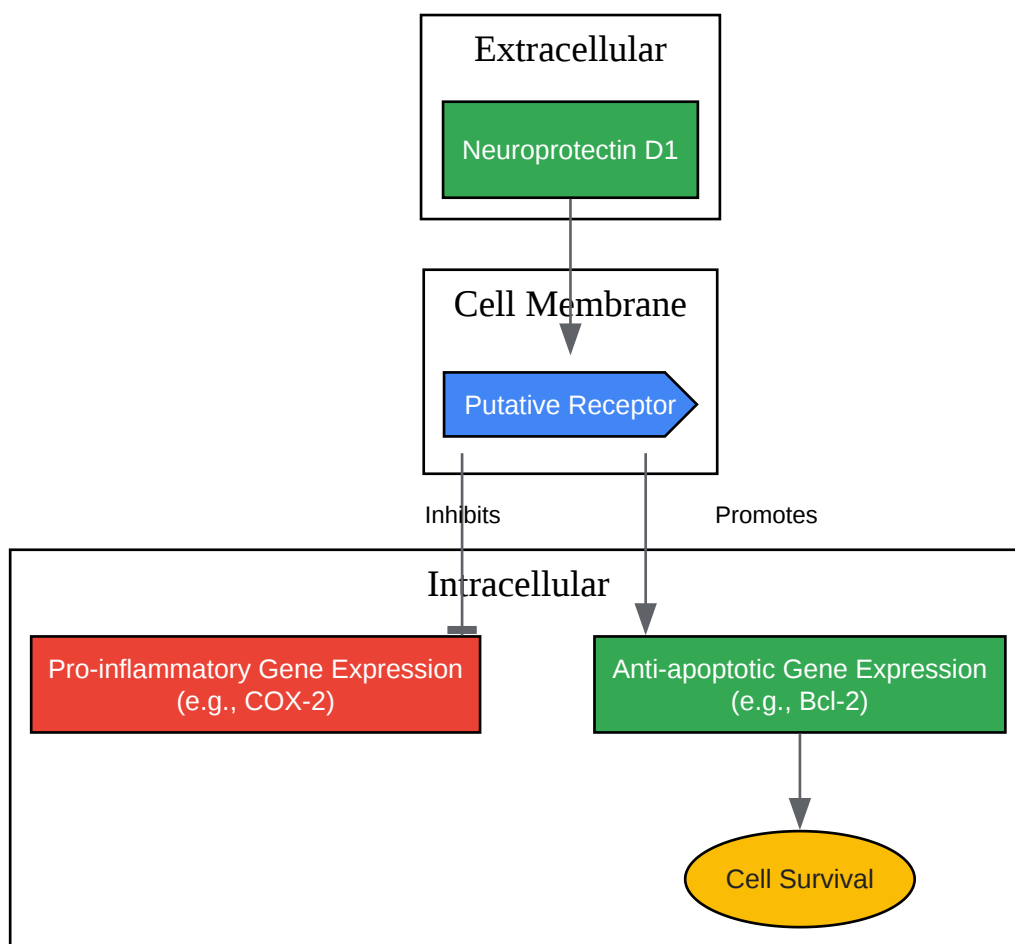 Extracellular
Neuroprotectin D1
Cell Membrane
Putative Receptor
Inhibits
Promotes
Intracellular
Pro-inflammatory Gene Expression
(e.g., COX-2)
Anti-apoptotic Gene Expression
(e.g., Bcl-2)
Cell Survival